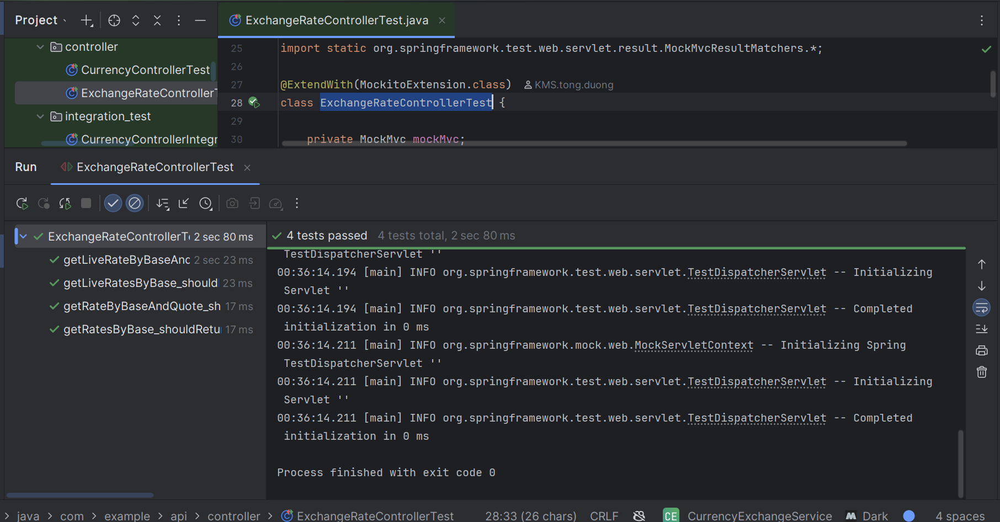 Project
ExchangeRateControllerTest.java
controller
CurrencyControllerTest
ExchangeRateControllerT
integration_test
CurrencyControllerIntegr
25 import static org.springframework.test.web.servlet.result.MockMvcResultMatchers.*;
26
27 @ExtendWith(MockitoExtension.class) KMS.tong.duong
28 class ExchangeRateControllerTest {
29
30 private MockMvc mockMvc;
Run ExchangeRateControllerTest
ExchangeRateControllerTe 2 sec 80 ms
getLiveRateByBaseAnd 2 sec 23 ms
getLiveRatesByBase_should 23 ms
getRateByBaseAndQuote_sh 17 ms
getRatesByBase_shouldRetu 17 ms
4 tests passed 4 tests total, 2 sec 80 ms
TestDispatcherServlet ''
00:36:14.194 [main] INFO org.springframework.test.web.servlet.TestDispatcherServlet -- Initializing
Servlet ''
00:36:14.194 [main] INFO org.springframework.test.web.servlet.TestDispatcherServlet -- Completed
initialization in 0 ms
00:36:14.211 [main] INFO org.springframework.mock.web.MockServletContext -- Initializing Spring
TestDispatcherServlet ''
00:36:14.211 [main] INFO org.springframework.test.web.servlet.TestDispatcherServlet -- Initializing
Servlet ''
00:36:14.211 [main] INFO org.springframework.test.web.servlet.TestDispatcherServlet -- Completed
initialization in 0 ms
Process finished with exit code 0
> java > com > example > api > controller > ExchangeRateControllerTest 28:33 (26 chars) CRLF CE CurrencyExchangeService Dark 4 spaces